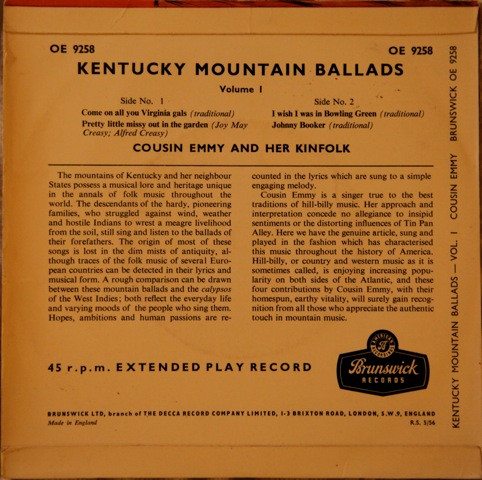 OE 9258
OE 9258
KENTUCKY MOUNTAIN BALLADS
Volume 1
Side No. 1
Come on all you Virginia gals (traditional)
Pretty little missy out in the garden (Joy May
Creasy; Alfred Creasy)
Side No. 2
I wish I was in Bowling Green (traditional)
Johnny Booker (traditional)
COUSIN EMMY AND HER KINFOLK
The mountains of Kentucky and her neighbour
States possess a musical lore and heritage unique
in the annals of folk music throughout the
world. The descendants of the hardy, pioneering
families, who struggled against wind, weather
and hostile Indians to wrest a meagre livelihood
from the soil, still sing and listen to the ballads of
their forefathers. The origin of most of these
songs is lost in the dim mists of antiquity, al-
though traces of the folk music of several Euro-
pean countries can be detected in their lyrics and
musical form. A rough comparison can be drawn
between these mountain ballads and the calypsos
of the West Indies; both reflect the everyday life
and varying moods of the people who sing them.
Hopes, ambitions and human passions are re-
counted in the lyrics which are sung to a simple
engaging melody.
Cousin Emmy is a singer true to the best
traditions of hill-billy music. Her approach and
interpretation concede no allegiance to insipid
sentiments or the distorting influences of Tin Pan
Alley. Here we have the genuine article, sung and
played in the fashion which has characterised
this music throughout the history of America.
Hill-billy, or country and western music as it is
sometimes called, is enjoying increasing popu-
larity on both sides of the Atlantic, and these
four contributions by Cousin Emmy, with their
homespun, earthy vitality, will surely gain recog-
nition from all those who appreciate the authentic
touch in mountain music.
45 r.p.m. EXTENDED PLAY RECORD
Brunswick
RECORDS
BRUNSWICK LTD, branch of THE DECCA RECORD COMPANY LIMITED, 1-3 BRIXTON ROAD, LONDON, S.W.9, ENGLAND
Made in England
R.S. 5/56
KENTUCKY MOUNTAIN BALLADS — VOL. 1 COUSIN EMMY BRUNSWICK OE 9258